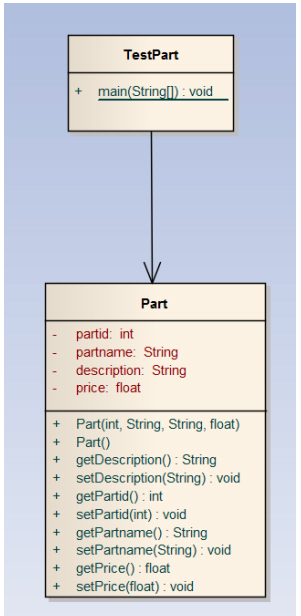 TestPart
+ main(String[]) : void
Part
- partid: int
- partname: String
- description: String
- price: float
+ Part(int, String, String, float)
+ Part()
+ getDescription() : String
+ setDescription(String) : void
+ getPartid() : int
+ setPartid(int) : void
+ getPartname() : String
+ setPartname(String) : void
+ getPrice() : float
+ setPrice(float) : void